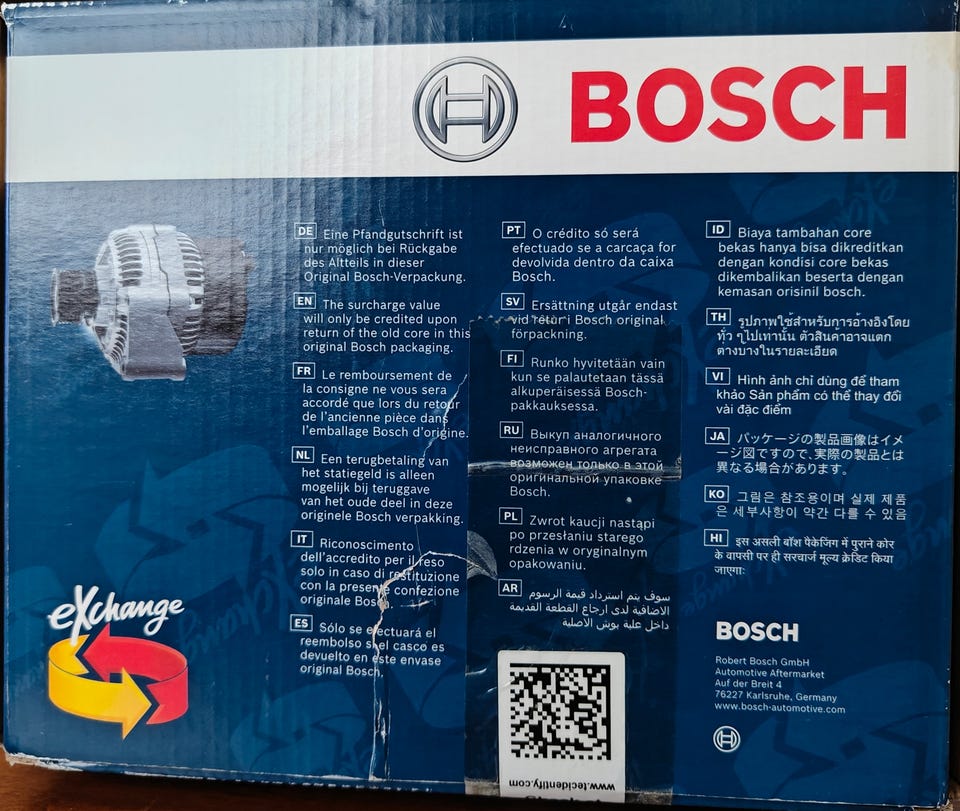 BOSCH
DE Eine Pfandgutschrift ist
nur möglich bei Rückgabe
des Altteils in dieser
Original Bosch-Verpackung.
EN The surcharge value
will only be credited upon
return of the old core in this
original Bosch packaging.
FR Le remboursement de
la consigne ne vous sera
accordé que lors du retour
de l'ancienne pièce dans
l'emballage Bosch d'origine.
NL Een terugbetaling van
het statiegeld is alleen
mogelijk bij teruggave
van het oude deel in deze
originele Bosch verpakking.
IT Riconoscimento
dell'accredito per il reso
solo in caso di restituzione
con la presente confezione
originale Bosch
ES Sólo se efectuará el
reembolso si el casco es
devuelto en este envase
original Bosch.
PT O crédito só será
efectuado se a carcaça for
devolvida dentro da caixa
Bosch.
SV Ersättning utgår endast
vid retur i Bosch original
förpackning.
FI Runko hyvitetään vain
kun se palautetaan tässä
alkuperäisessä Bosch-
pakkauksessa.
RU Выкуп аналогичного
неисправного агрегата
возможен только в этой
оригинальной упаковке
Bosch.
PL Zwrot kaucji nastąpi
po przesłaniu starego
rdzenia w oryginalnym
opakowaniu.
AR سوف يتم استرداد قيمة الرسوم
الاضافية لدى ارجاع القطعة القديمة
داخل علبة بوش الاصلية
ID Biaya tambahan core
bekas hanya bisa dikreditkan
dengan kondisi core bekas
dikembalikan beserta dengan
kemasan orisinil bosch.
TH รูปภาพใช้สำหรับการอ้างอิงโดย
ทั่ว ๆไปเท่านั้น ตัวสินค้าอาจแตก
ต่างบางในรายละเอียด
VI Hình ảnh chỉ dùng để tham
khảo Sản phẩm có thể thay đổi
vài đặc điểm
JA パッケージの製品画像はイメ
ージ図ですので、実際の製品とは
異なる場合があります。
KO 그림은 참조용이며 실제 제품
은 세부사항이 약간 다를 수 있음
HI इस असली बॉश पैकेजिंग में पुराने कोर
के वापसी पर ही सरचार्ज मूल्य क्रेडिट किया
जाएगाः
eXchange
BOSCH
Robert Bosch GmbH
Automotive Aftermarket
Auf der Breit 4
76227 Karlsruhe, Germany
www.bosch-automotive.com
www.tecidentify.com